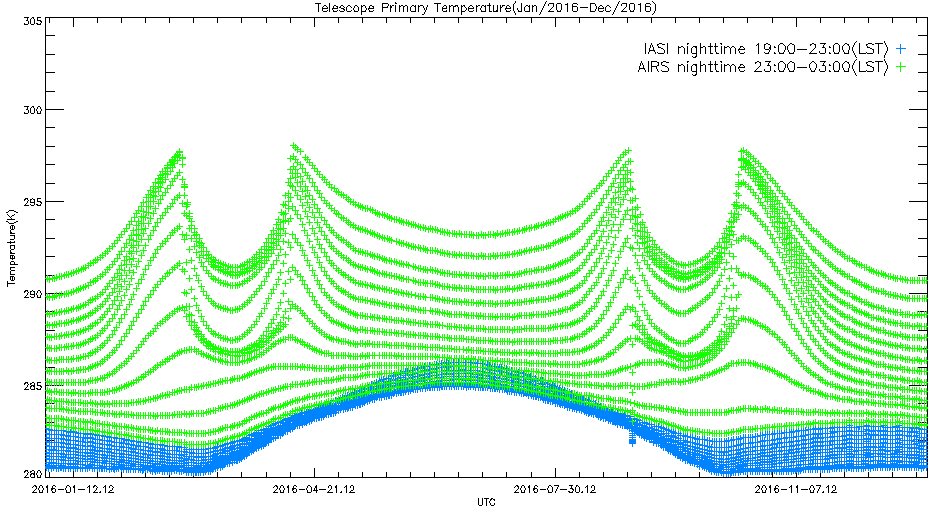 Telescope Primary Temperature(Jan/2016-Dec/2016)
305
IASI nighttime 19:00-23:00(LST) +
AIRS nighttime 23:00-03:00(LST) +
300
295
Temperature(K)
290
285
280
2016-01-12.12 2016-04-21.12 2016-07-30.12 2016-11-07.12
UTC